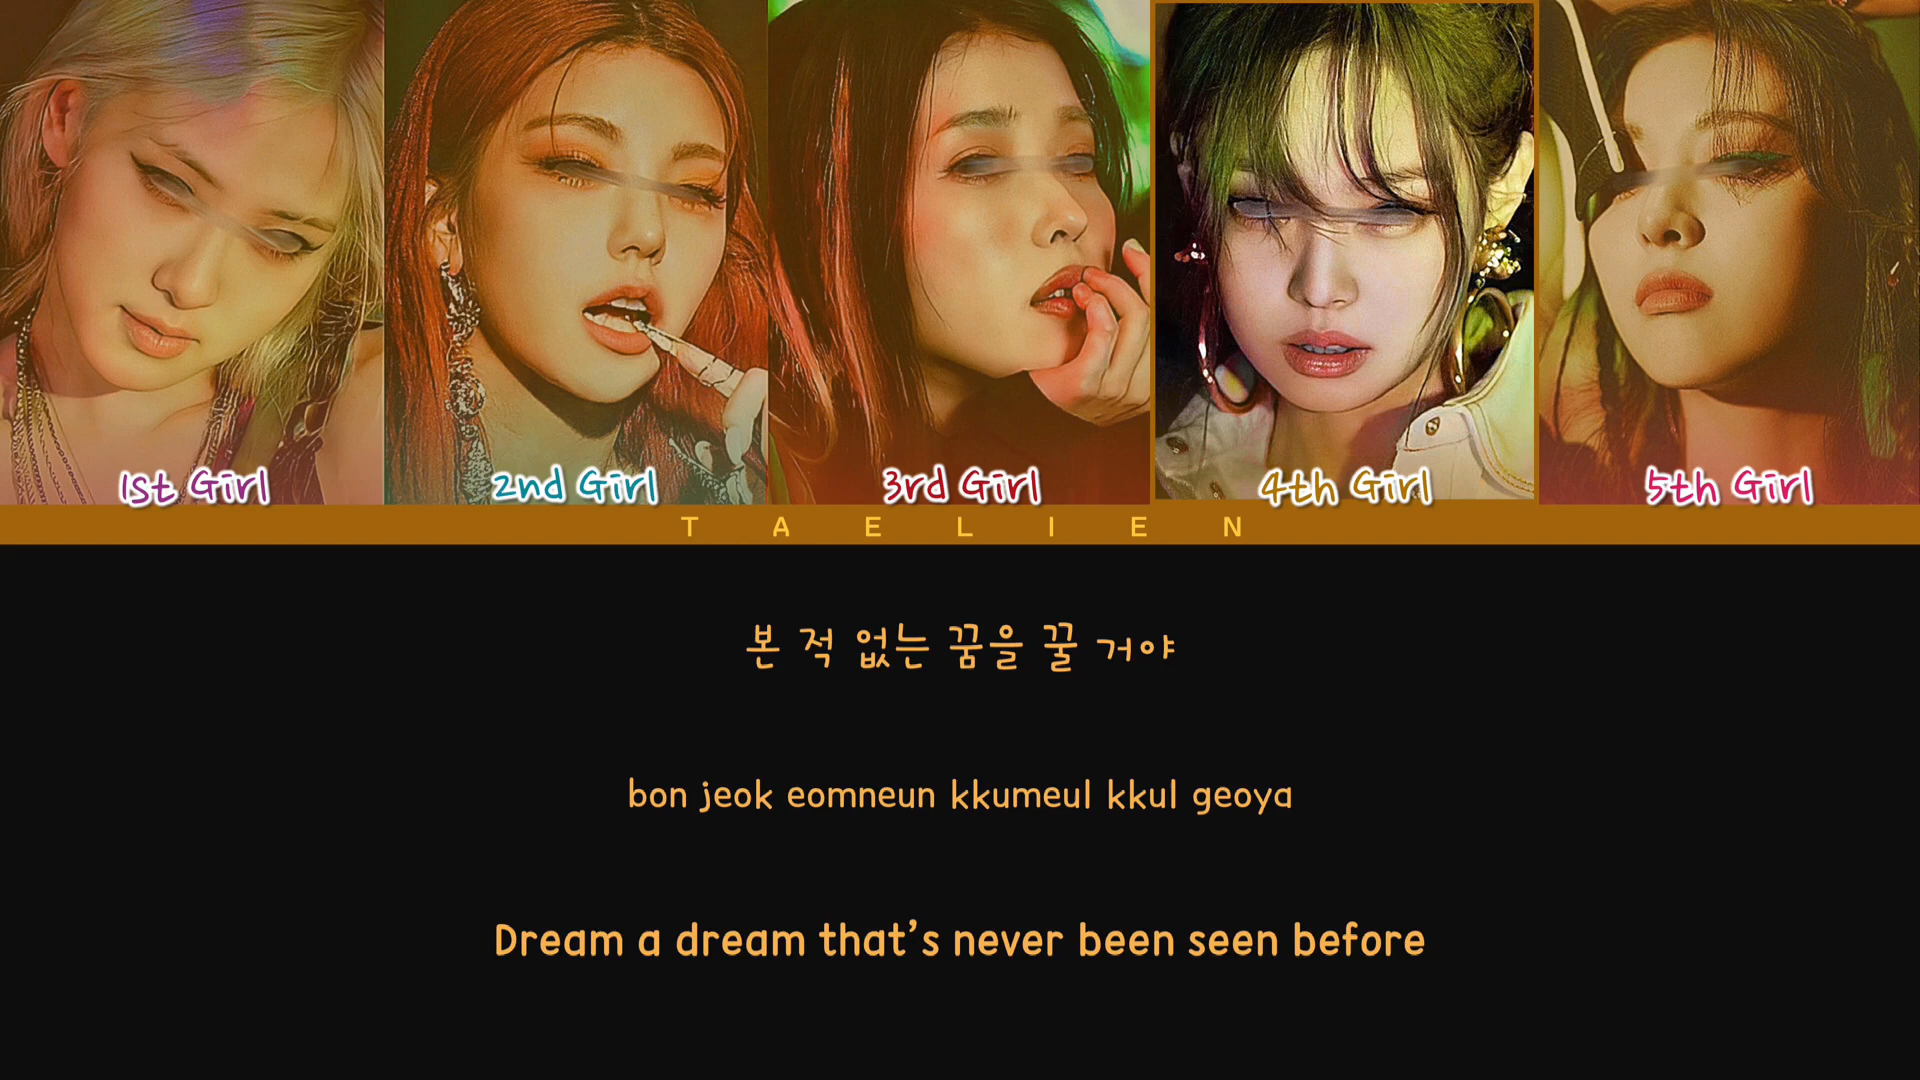 1st Girl
2nd Girl
3rd Girl
4th Girl
5th Girl
TAELIEN
본 적 없는 꿈을 꿀 거야
bon jeok eomneun kkumeul kkul geoya
Dream a dream that's never been seen before